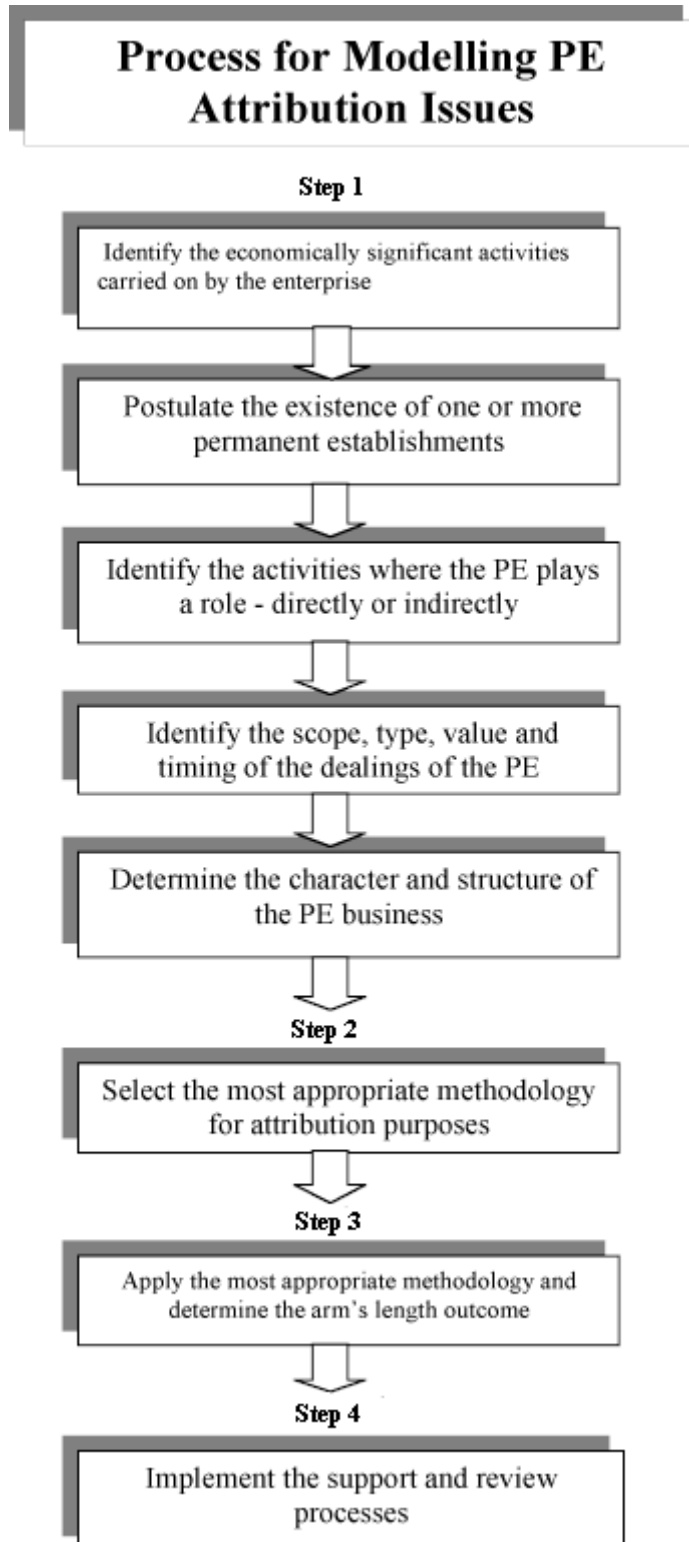 Process for Modelling PE
Attribution Issues
Step 1
Identify the economically significant activities
carried on by the enterprise
Postulate the existence of one or more
permanent establishments
Identify the activities where the PE plays
a role - directly or indirectly
Identify the scope, type, value and
timing of the dealings of the PE
Determine the character and structure of
the PE business
Step 2
Select the most appropriate methodology
for attribution purposes
Step 3
Apply the most appropriate methodology and
determine the arm's length outcome
Step 4
Implement the support and review
processes